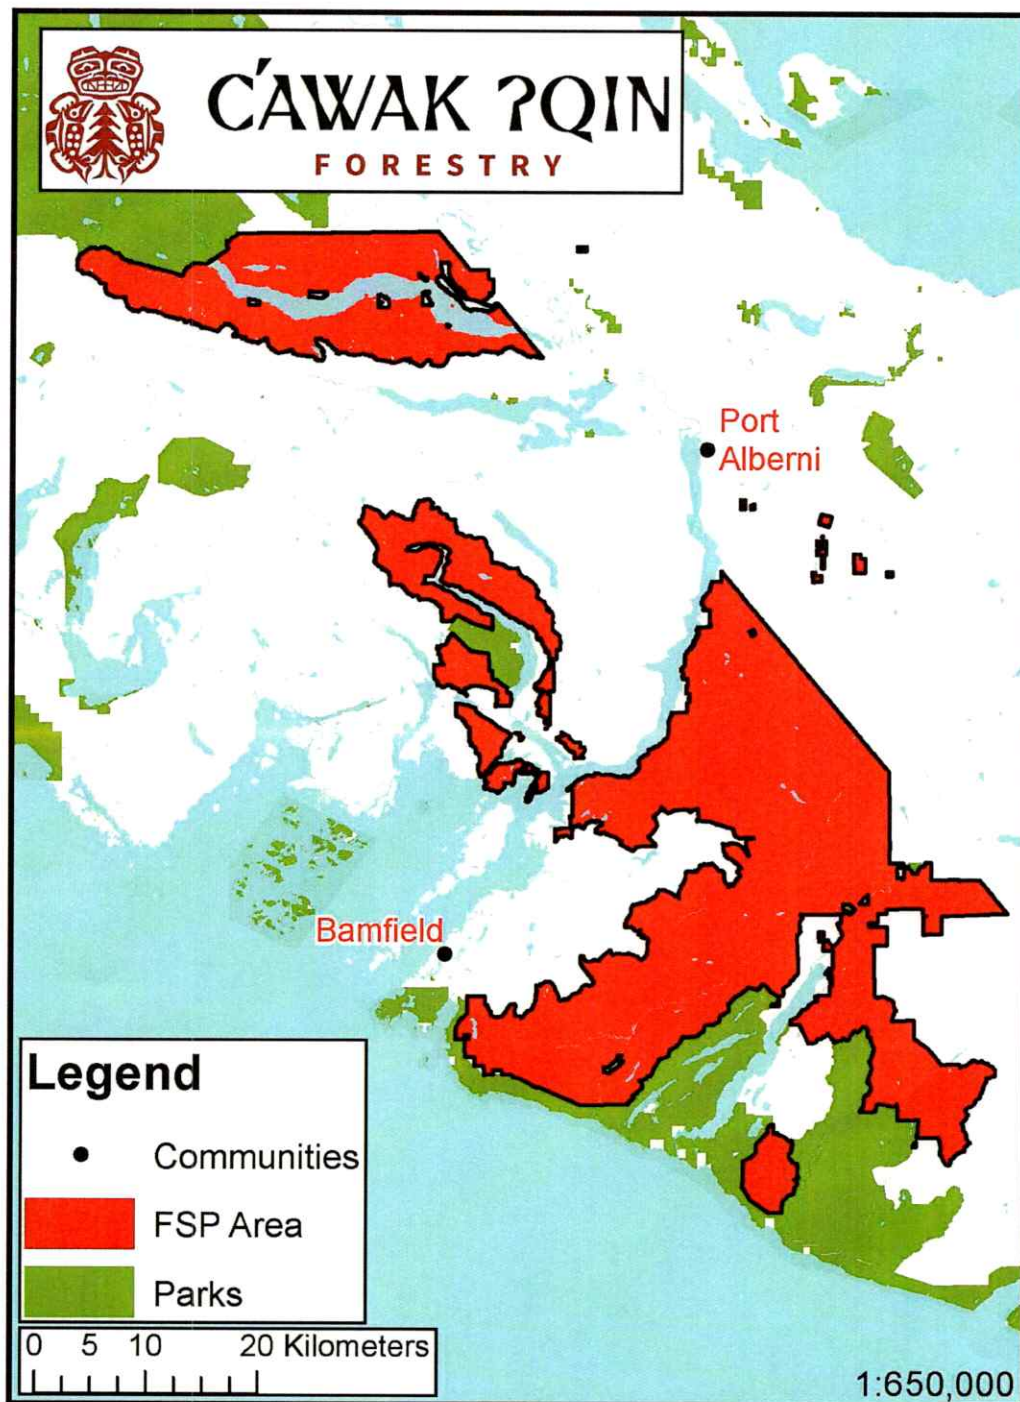 C̓AWAK ʔQIN
FORESTRY
Port
Alberni
Bamfield
Legend
Communities
FSP Area
Parks
0 5 10 20 Kilometers
1:650,000